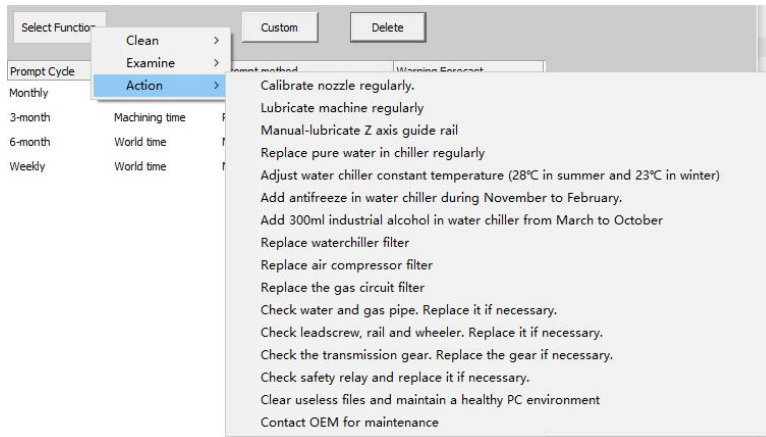 Select Function
Custom
Delete
Clean >
Examine >
Action >
Prompt Cycle
Warning Forecast
Monthly
3-month Machining time
6-month World time
Weekly World time
Calibrate nozzle regularly.
Lubricate machine regularly
Manual-lubricate Z axis guide rail
Replace pure water in chiller regularly
Adjust water chiller constant temperature (28℃ in summer and 23℃ in winter)
Add antifreeze in water chiller during November to February.
Add 300ml industrial alcohol in water chiller from March to October
Replace waterchiller filter
Replace air compressor filter
Replace the gas circuit filter
Check water and gas pipe. Replace it if necessary.
Check leadscrew, rail and wheeler. Replace it if necessary.
Check the transmission gear. Replace the gear if necessary.
Check safety relay and replace it if necessary.
Clear useless files and maintain a healthy PC environment
Contact OEM for maintenance